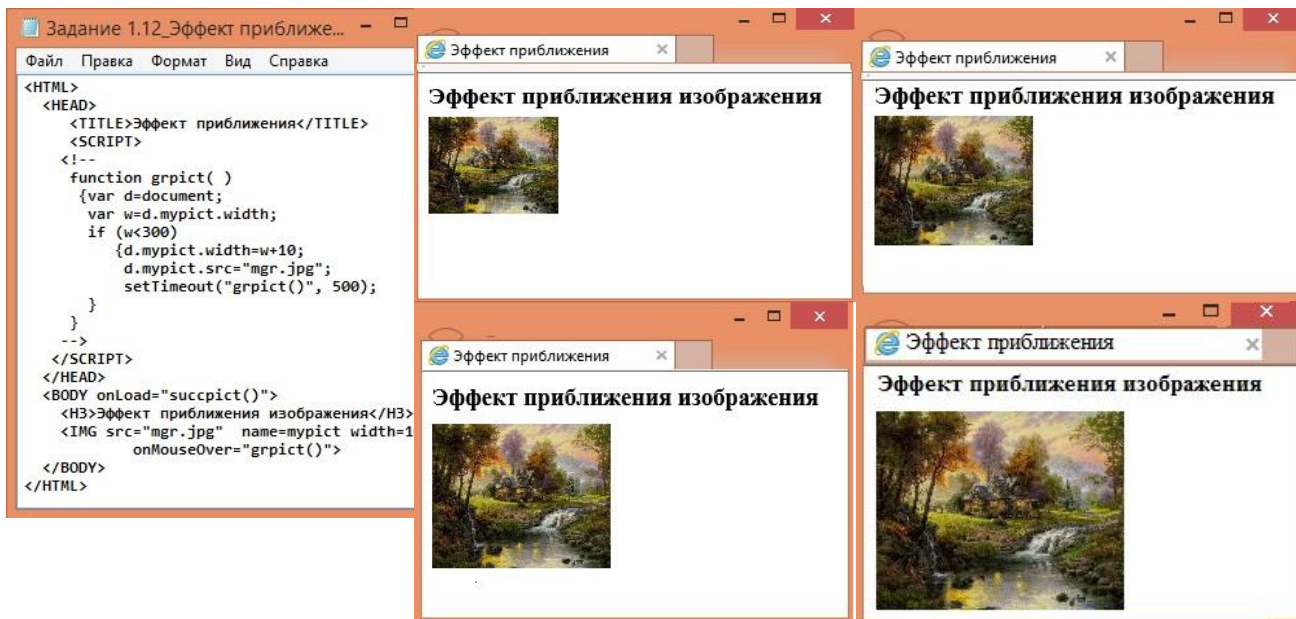 Задание 1.12_Эффект приближе...
Файл Правка Формат Вид Справка
<HTML>
<HEAD>
<TITLE>Эффект приближения</TITLE>
<SCRIPT>
<!--
function grpict( )
{var d=document;
var w=d.mypict.width;
if (w<300)
{d.mypict.width=w+10;
d.mypict.src="mgr.jpg";
setTimeout("grpict()", 500);
}
}
-->
</SCRIPT>
</HEAD>
<BODY onLoad="succpict()">
<H3>Эффект приближения изображения</H3>
<IMG src="mgr.jpg" name=mypict width=1
onMouseOver="grpict()">
</BODY>
</HTML>
Эффект приближения
Эффект приближения изображения
Эффект приближения
Эффект приближения изображения
Эффект приближения
Эффект приближения изображения
Эффект приближения
Эффект приближения изображения